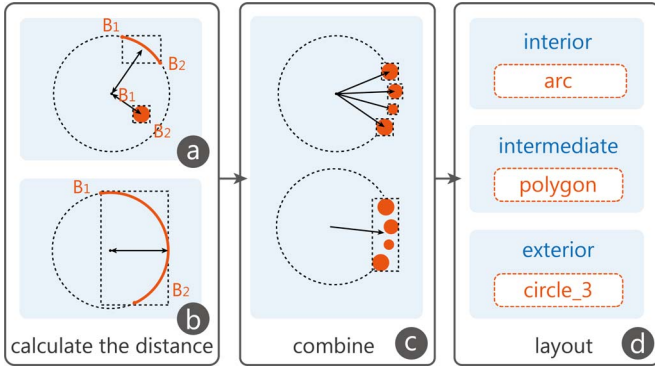 B1
B2
B1
B2
a
B1
B2
b
calculate the distance
c
combine
interior
arc
intermediate
polygon
exterior
circle_3
d
layout